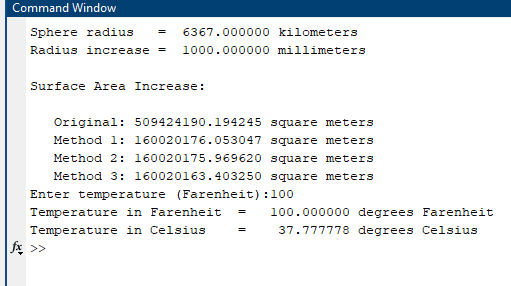 Command Window
Sphere radius   =  6367.000000 kilometers
Radius increase =  1000.000000 millimeters
Surface Area Increase:
Original: 509424190.194245 square meters
Method 1: 160020176.053047 square meters
Method 2: 160020175.969620 square meters
Method 3: 160020163.403250 square meters
Enter temperature (Farenheit):100
Temperature in Farenheit  =   100.000000 degrees Farenheit
Temperature in Celsius    =    37.777778 degrees Celsius
fx >>